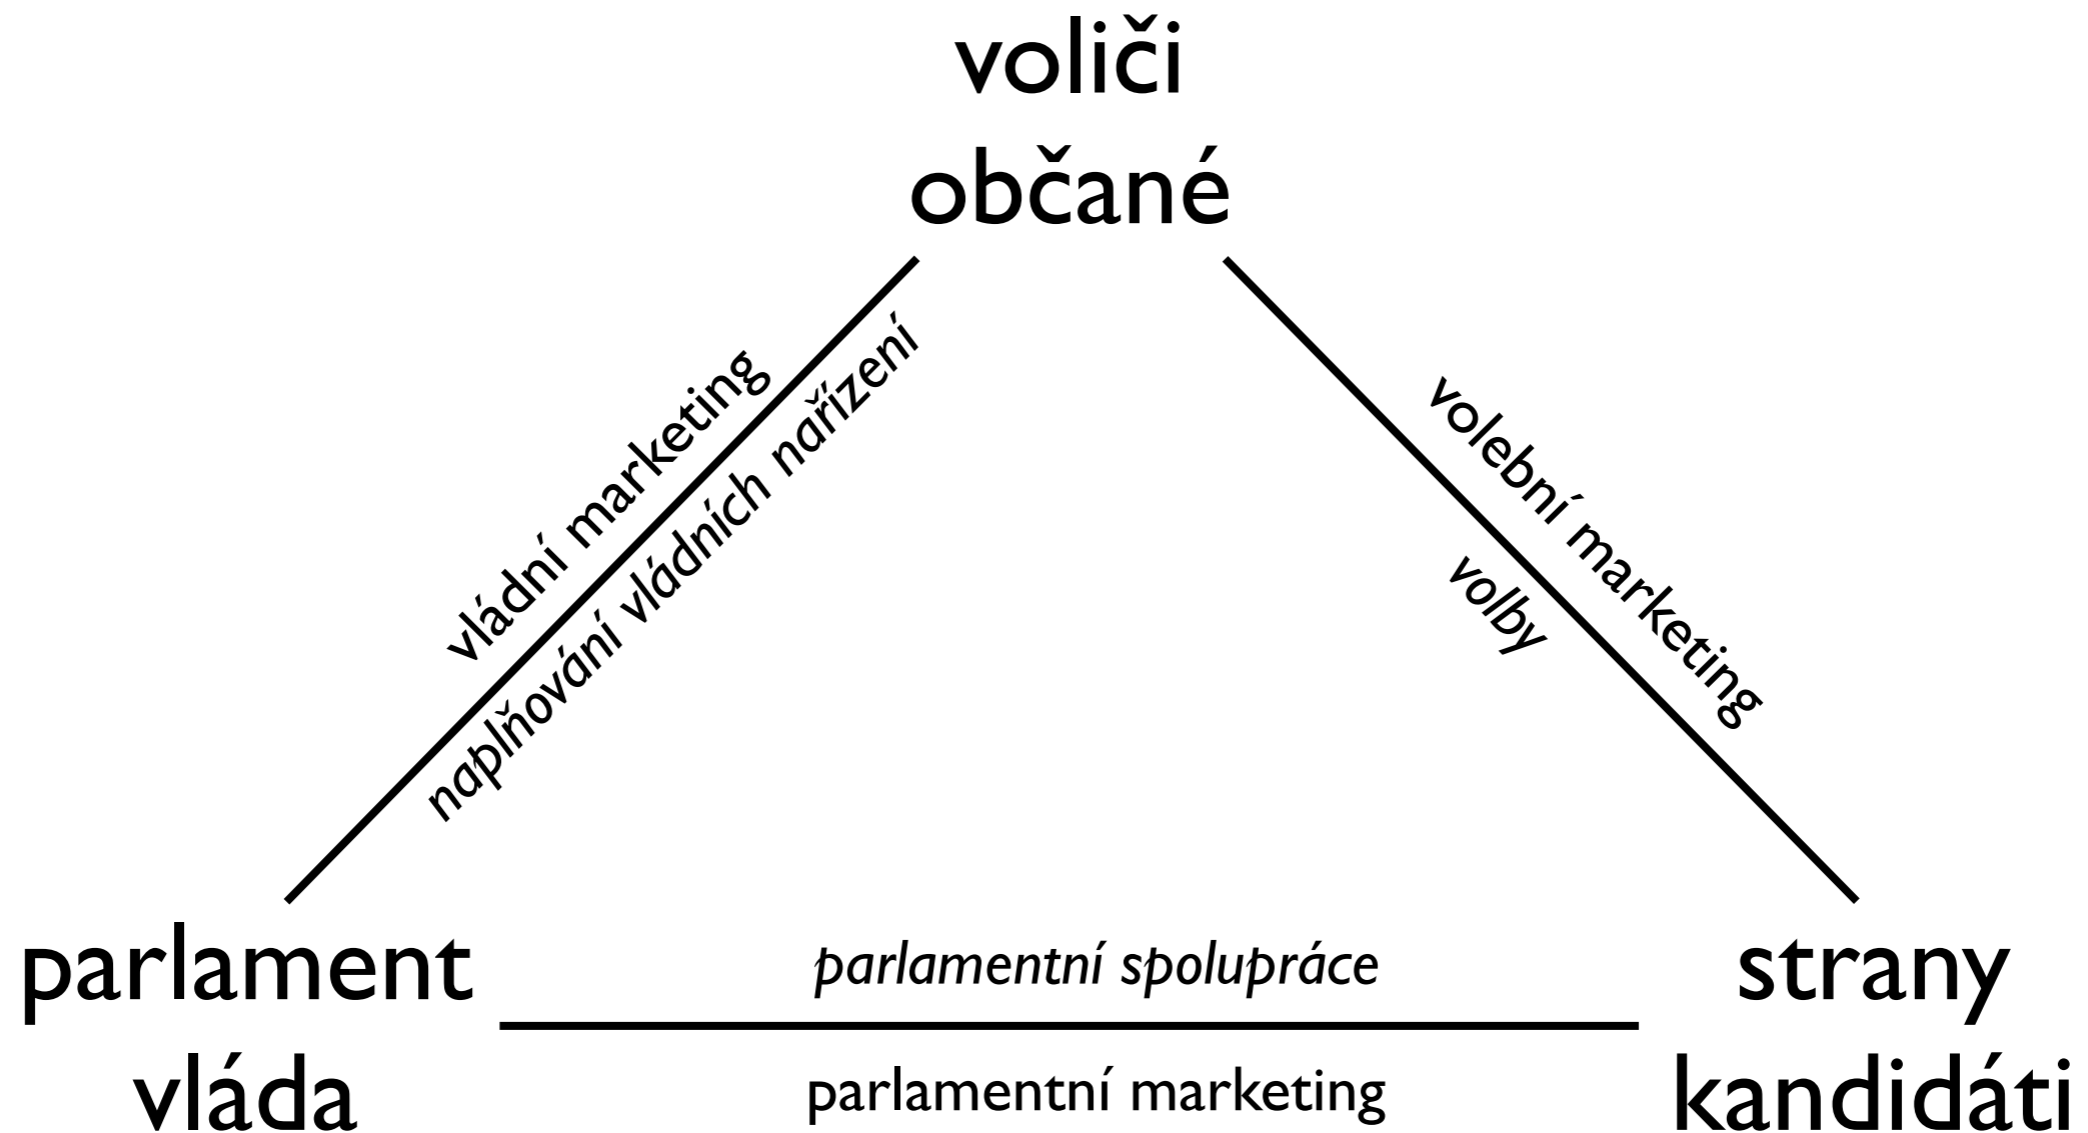 voliči
občané
vládní marketing
naplňování vládních nařízení
volební marketing
volby
parlament
vláda
parlamentní spolupráce
parlamentní marketing
strany
kandidáti